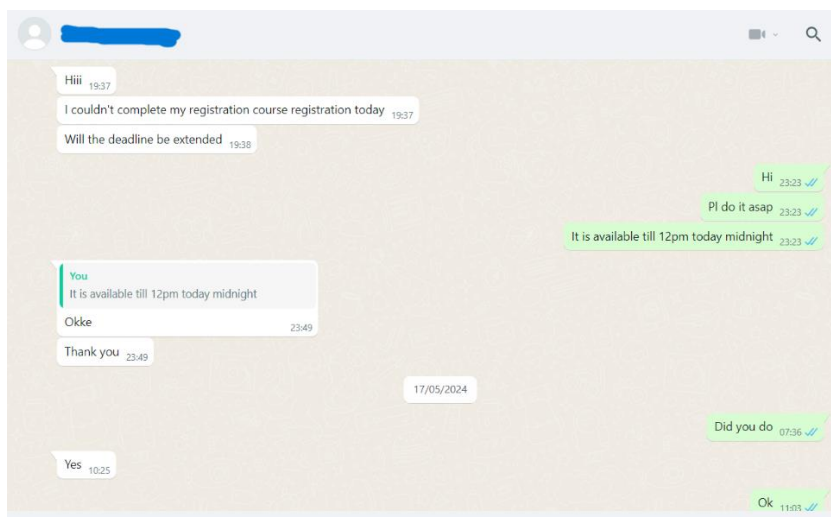 Hiii 19:37
I couldn't complete my registration course registration today 19:37
Will the deadline be extended 19:38
Hi 23:23
Pl do it asap 23:23
It is available till 12pm today midnight 23:23
You
It is available till 12pm today midnight
Okke 23:49
Thank you 23:49
17/05/2024
Did you do 07:36
Yes 10:25
Ok 11:03